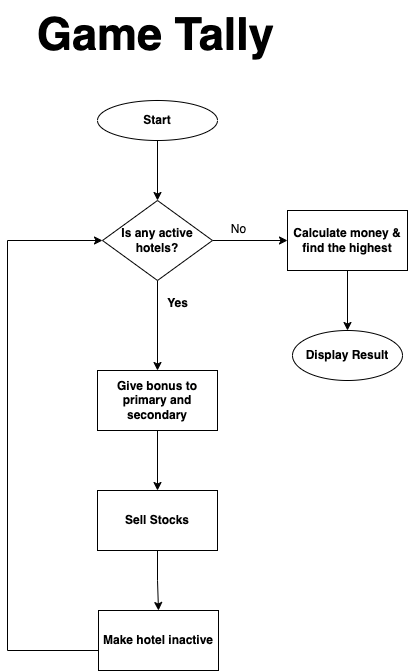 Game Tally
Start
Is any active
hotels?
No
Calculate money &
find the highest
Yes
Display Result
Give bonus to
primary and
secondary
Sell Stocks
Make hotel inactive